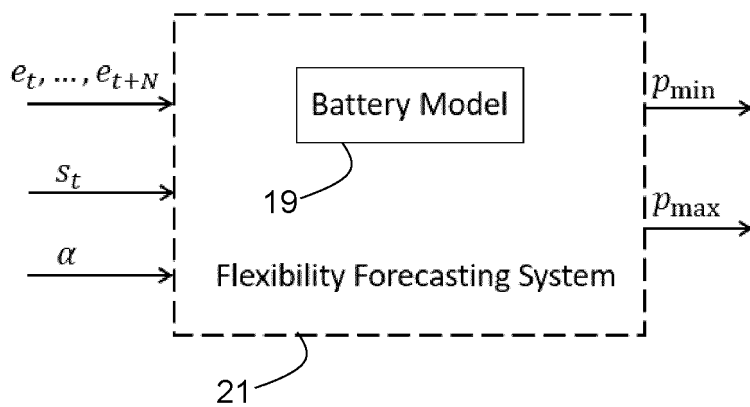 e_t, ..., e_{t+N}
Battery Model
p_min
s_t
19
p_max
α
Flexibility Forecasting System
21